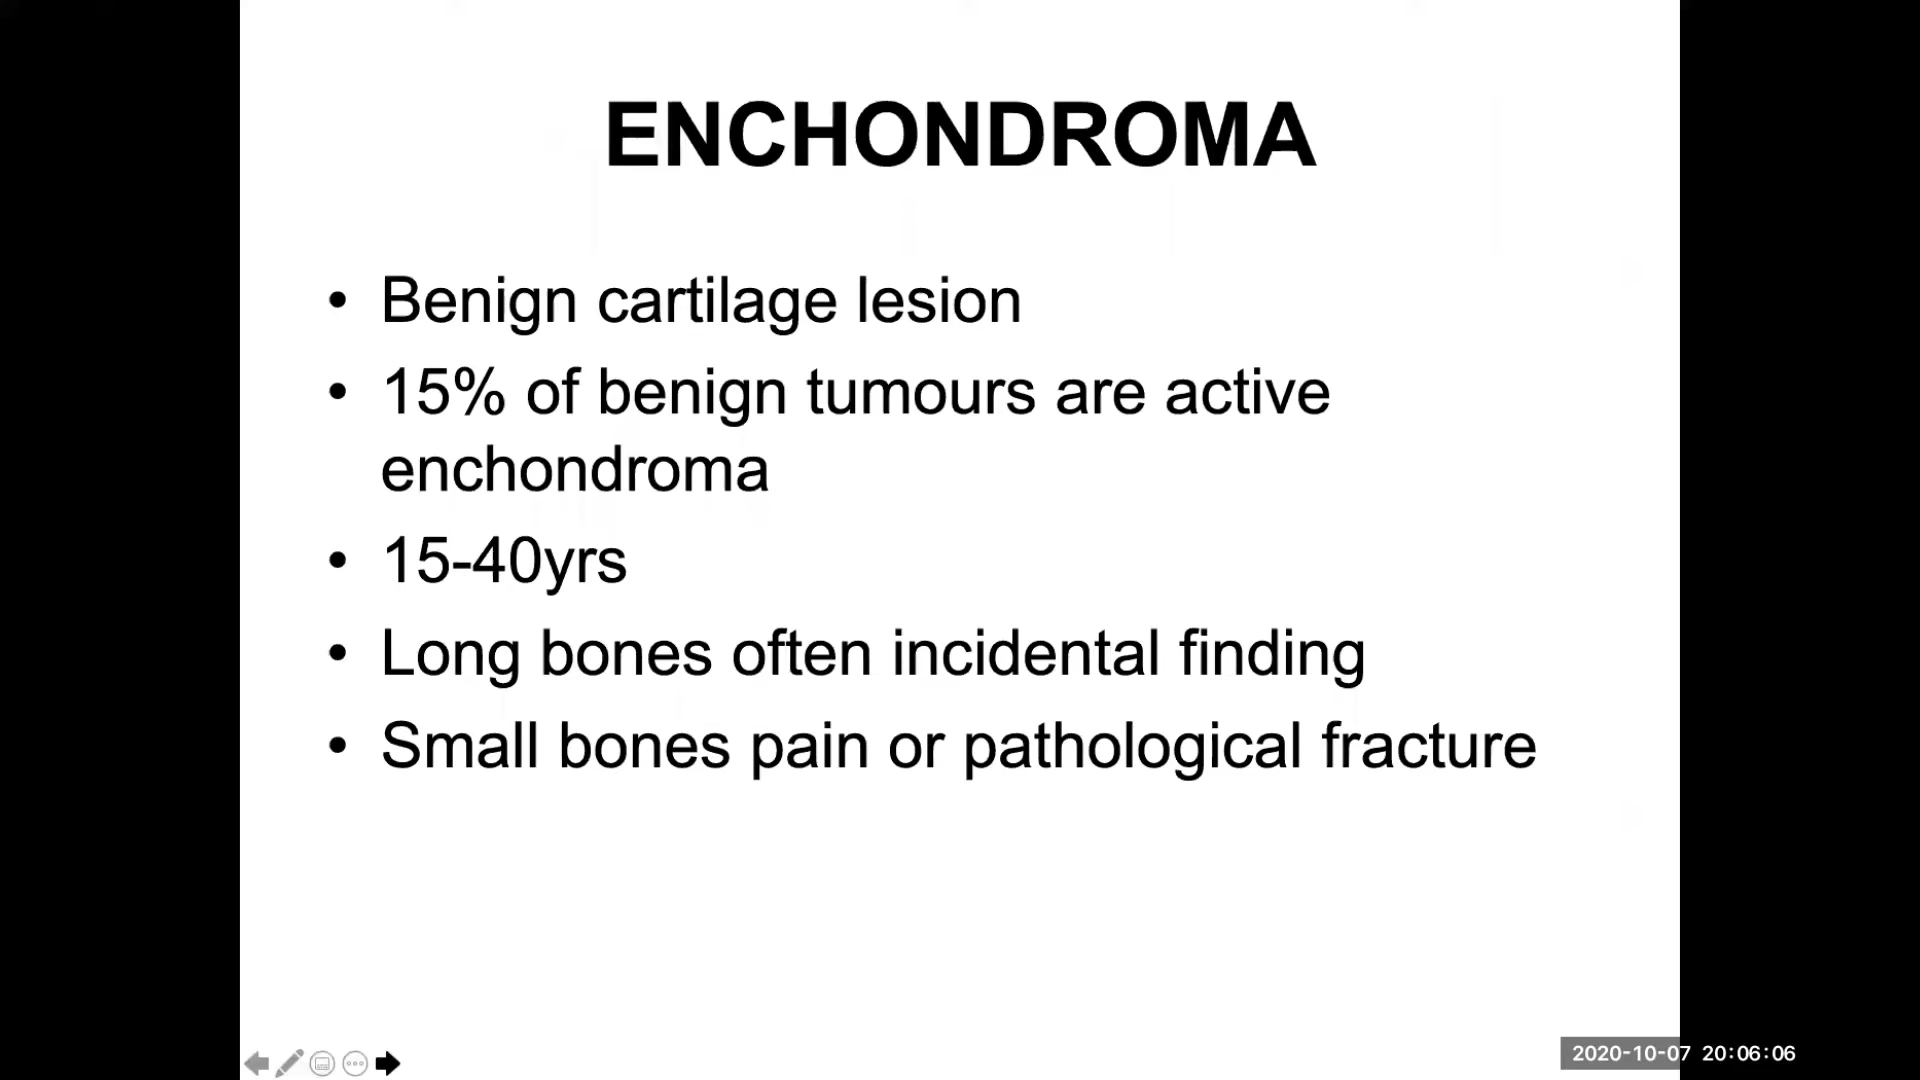 ENCHONDROMA
• Benign cartilage lesion
• 15% of benign tumours are active
enchondroma
• 15-40yrs
• Long bones often incidental finding
• Small bones pain or pathological fracture
2020-10-07 20:06:06